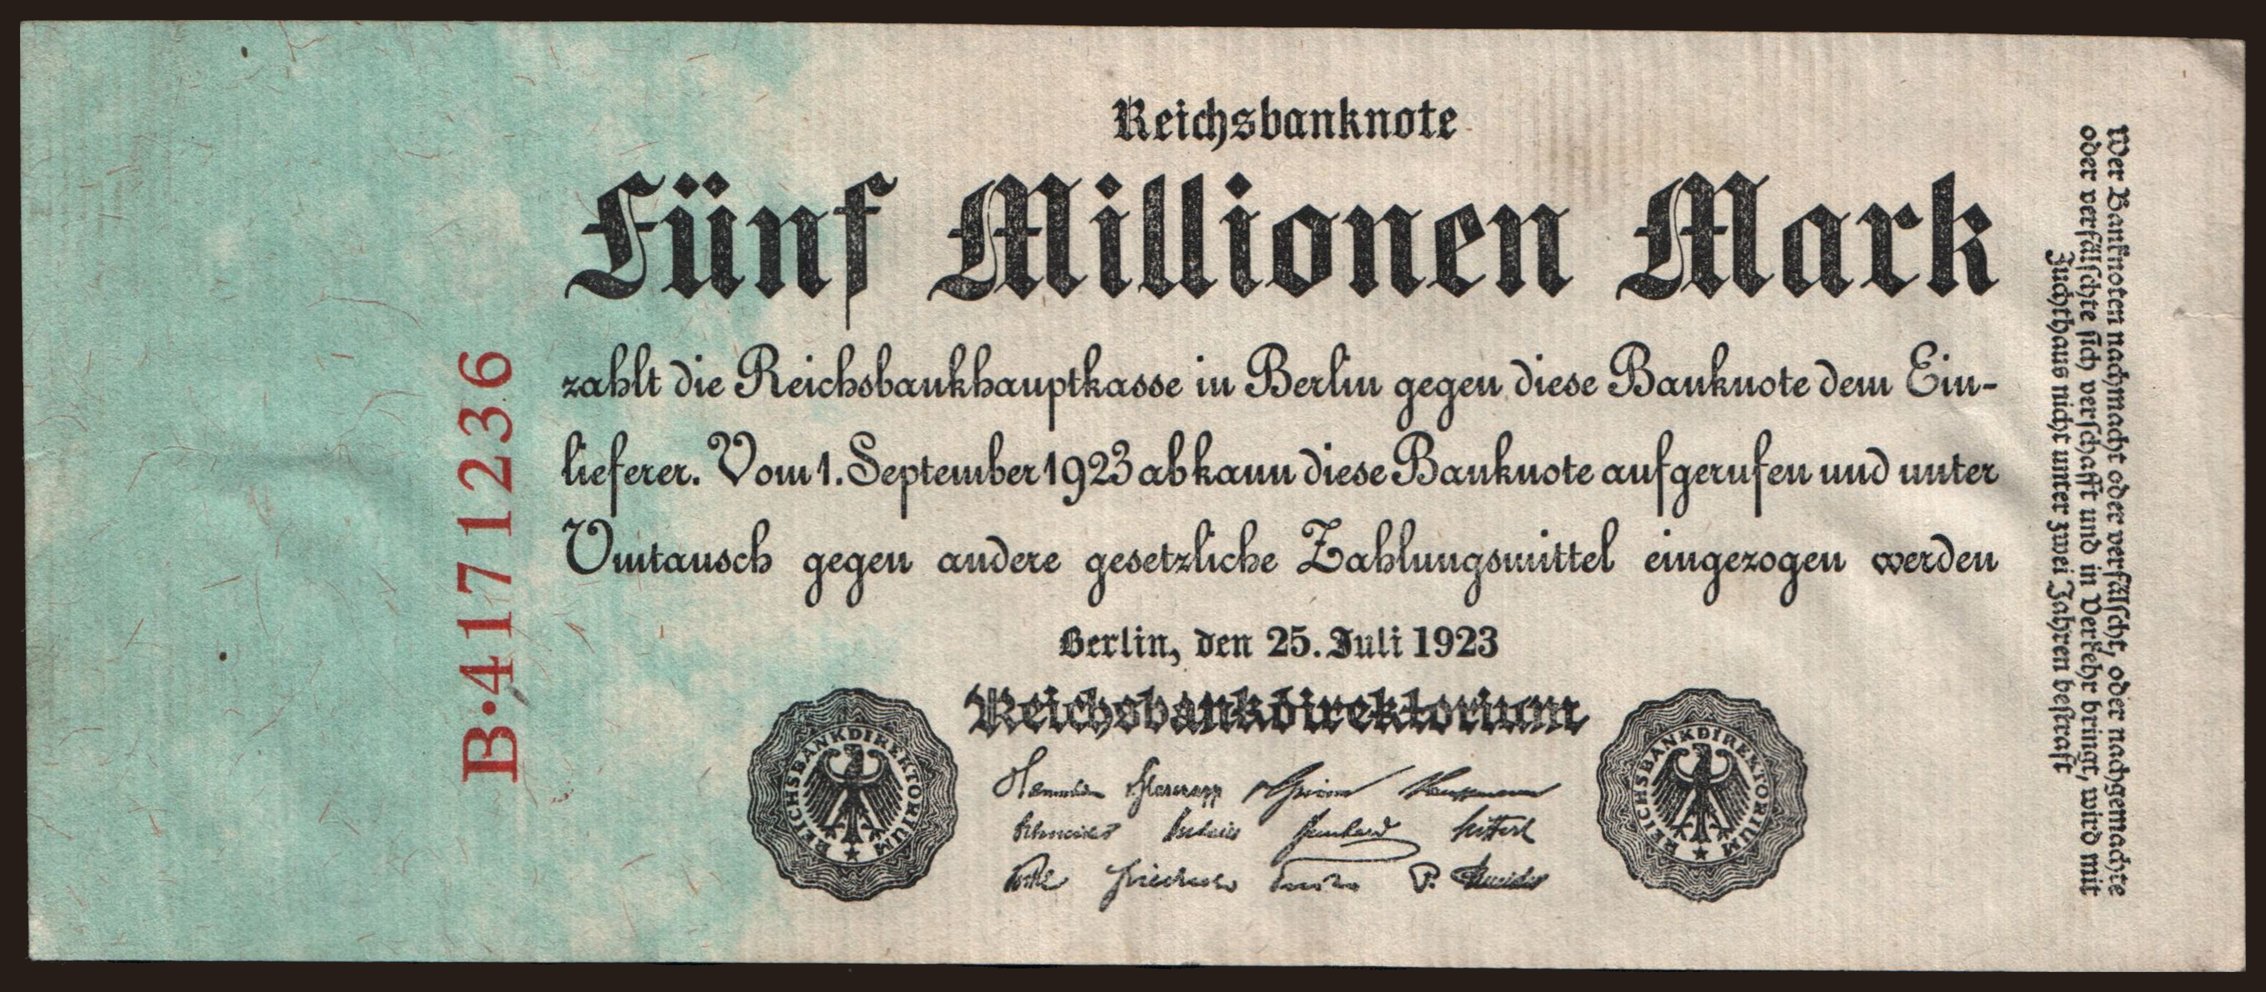 Reichsbanknote
Fünf Millionen Mark
zahlt die Reichsbankhauptkasse in Berlin gegen diese Banknote dem Ein-
lieferer. Vom 1. September 1923 ab kann diese Banknote aufgerufen und unter
Umtausch gegen andere gesetzliche Zahlungsmittel eingezogen werden
Berlin, den 25. Juli 1923
Reichsbankdirektorium
REICHSBANKDIREKTORIUM
REICHSBANKDIREKTORIUM
P. Schneider
B•4171236
Wer Banknoten nachmacht oder verfälscht, oder nachgemachte
oder verfälschte sich verschafft und in Verkehr bringt, wird mit
Zuchthaus nicht unter zwei Jahren bestraft